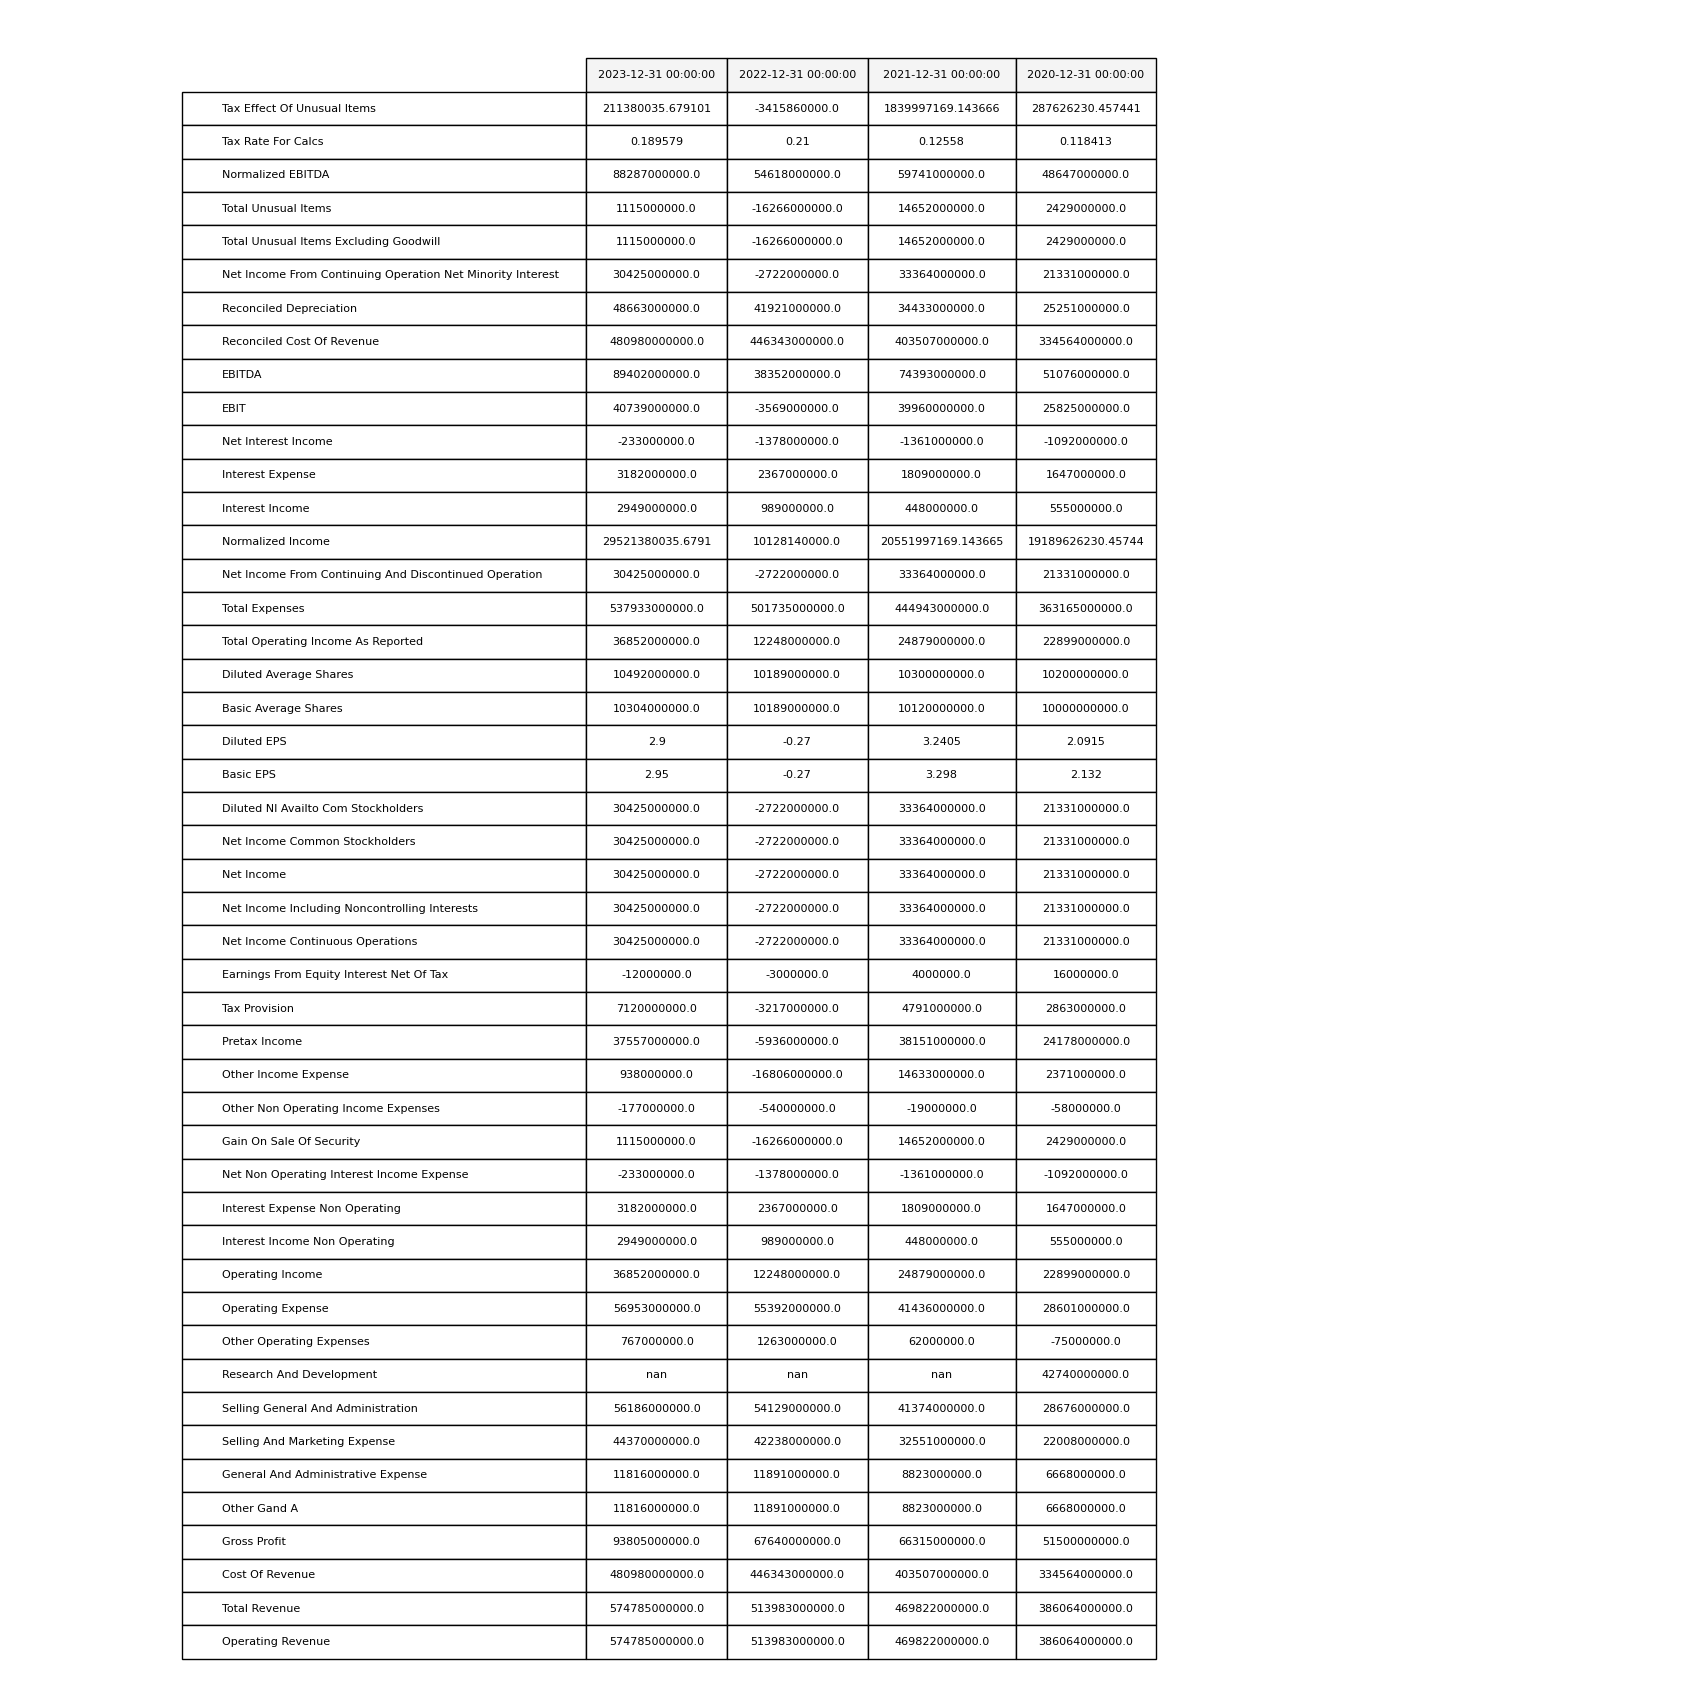 2023-12-31 00:00:00 2022-12-31 00:00:00 2021-12-31 00:00:00 2020-12-31 00:00:00
Tax Effect Of Unusual Items 211380035.679101 -3415860000.0 1839997169.143666 287626230.457441
Tax Rate For Calcs 0.189579 0.21 0.12558 0.118413
Normalized EBITDA 88287000000.0 54618000000.0 59741000000.0 48647000000.0
Total Unusual Items 1115000000.0 -16266000000.0 14652000000.0 2429000000.0
Total Unusual Items Excluding Goodwill 1115000000.0 -16266000000.0 14652000000.0 2429000000.0
Net Income From Continuing Operation Net Minority Interest 30425000000.0 -2722000000.0 33364000000.0 21331000000.0
Reconciled Depreciation 48663000000.0 41921000000.0 34433000000.0 25251000000.0
Reconciled Cost Of Revenue 480980000000.0 446343000000.0 403507000000.0 334564000000.0
EBITDA 89402000000.0 38352000000.0 74393000000.0 51076000000.0
EBIT 40739000000.0 -3569000000.0 39960000000.0 25825000000.0
Net Interest Income -233000000.0 -1378000000.0 -1361000000.0 -1092000000.0
Interest Expense 3182000000.0 2367000000.0 1809000000.0 1647000000.0
Interest Income 2949000000.0 989000000.0 448000000.0 555000000.0
Normalized Income 29521380035.6791 10128140000.0 20551997169.143665 19189626230.45744
Net Income From Continuing And Discontinued Operation 30425000000.0 -2722000000.0 33364000000.0 21331000000.0
Total Expenses 537933000000.0 501735000000.0 444943000000.0 363165000000.0
Total Operating Income As Reported 36852000000.0 12248000000.0 24879000000.0 22899000000.0
Diluted Average Shares 10492000000.0 10189000000.0 10300000000.0 10200000000.0
Basic Average Shares 10304000000.0 10189000000.0 10120000000.0 10000000000.0
Diluted EPS 2.9 -0.27 3.2405 2.0915
Basic EPS 2.95 -0.27 3.298 2.132
Diluted NI Availto Com Stockholders 30425000000.0 -2722000000.0 33364000000.0 21331000000.0
Net Income Common Stockholders 30425000000.0 -2722000000.0 33364000000.0 21331000000.0
Net Income 30425000000.0 -2722000000.0 33364000000.0 21331000000.0
Net Income Including Noncontrolling Interests 30425000000.0 -2722000000.0 33364000000.0 21331000000.0
Net Income Continuous Operations 30425000000.0 -2722000000.0 33364000000.0 21331000000.0
Earnings From Equity Interest Net Of Tax -12000000.0 -3000000.0 4000000.0 16000000.0
Tax Provision 7120000000.0 -3217000000.0 4791000000.0 2863000000.0
Pretax Income 37557000000.0 -5936000000.0 38151000000.0 24178000000.0
Other Income Expense 938000000.0 -16806000000.0 14633000000.0 2371000000.0
Other Non Operating Income Expenses -177000000.0 -540000000.0 -19000000.0 -58000000.0
Gain On Sale Of Security 1115000000.0 -16266000000.0 14652000000.0 2429000000.0
Net Non Operating Interest Income Expense -233000000.0 -1378000000.0 -1361000000.0 -1092000000.0
Interest Expense Non Operating 3182000000.0 2367000000.0 1809000000.0 1647000000.0
Interest Income Non Operating 2949000000.0 989000000.0 448000000.0 555000000.0
Operating Income 36852000000.0 12248000000.0 24879000000.0 22899000000.0
Operating Expense 56953000000.0 55392000000.0 41436000000.0 28601000000.0
Other Operating Expenses 767000000.0 1263000000.0 62000000.0 -75000000.0
Research And Development nan nan nan 42740000000.0
Selling General And Administration 56186000000.0 54129000000.0 41374000000.0 28676000000.0
Selling And Marketing Expense 44370000000.0 42238000000.0 32551000000.0 22008000000.0
General And Administrative Expense 11816000000.0 11891000000.0 8823000000.0 6668000000.0
Other Gand A 11816000000.0 11891000000.0 8823000000.0 6668000000.0
Gross Profit 93805000000.0 67640000000.0 66315000000.0 51500000000.0
Cost Of Revenue 480980000000.0 446343000000.0 403507000000.0 334564000000.0
Total Revenue 574785000000.0 513983000000.0 469822000000.0 386064000000.0
Operating Revenue 574785000000.0 513983000000.0 469822000000.0 386064000000.0